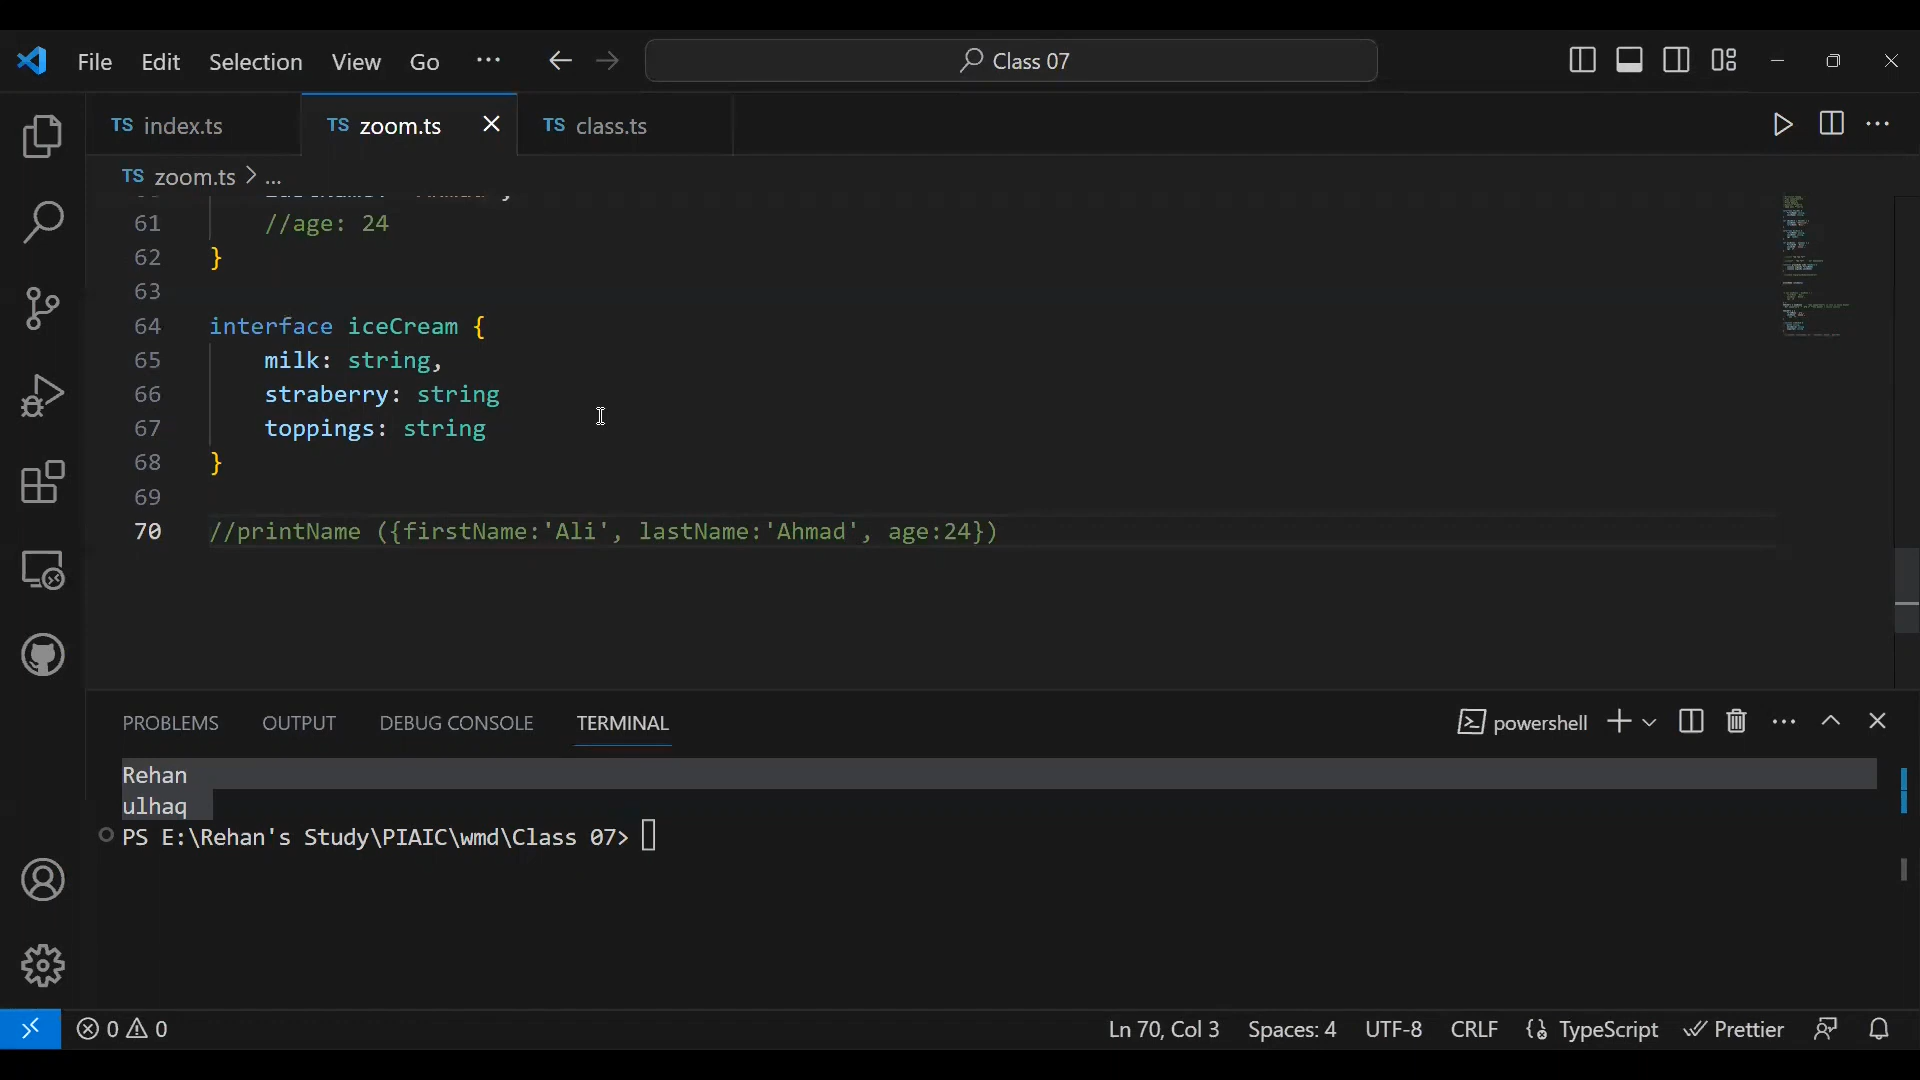 File Edit Selection View Go ··· Class 07
TS index.ts TS zoom.ts TS class.ts
TS zoom.ts > ...
61 //age: 24
62 }
63
64 interface iceCream {
65 milk: string,
66 straberry: string
67 toppings: string
68 }
69
70 //printName ({firstName:'Ali', lastName:'Ahmad', age:24})
PROBLEMS OUTPUT DEBUG CONSOLE TERMINAL powershell
Rehan
ulhaq
PS E:\Rehan's Study\PIAIC\wmd\Class 07>
0 0 Ln 70, Col 3 Spaces: 4 UTF-8 CRLF {} TypeScript Prettier